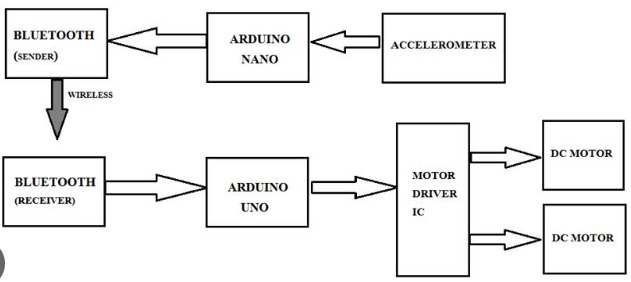 BLUETOOTH
(SENDER)
ARDUINO
NANO
ACCELEROMETER
WIRELESS
BLUETOOTH
(RECEIVER)
ARDUINO
UNO
MOTOR
DRIVER
IC
DC MOTOR
DC MOTOR